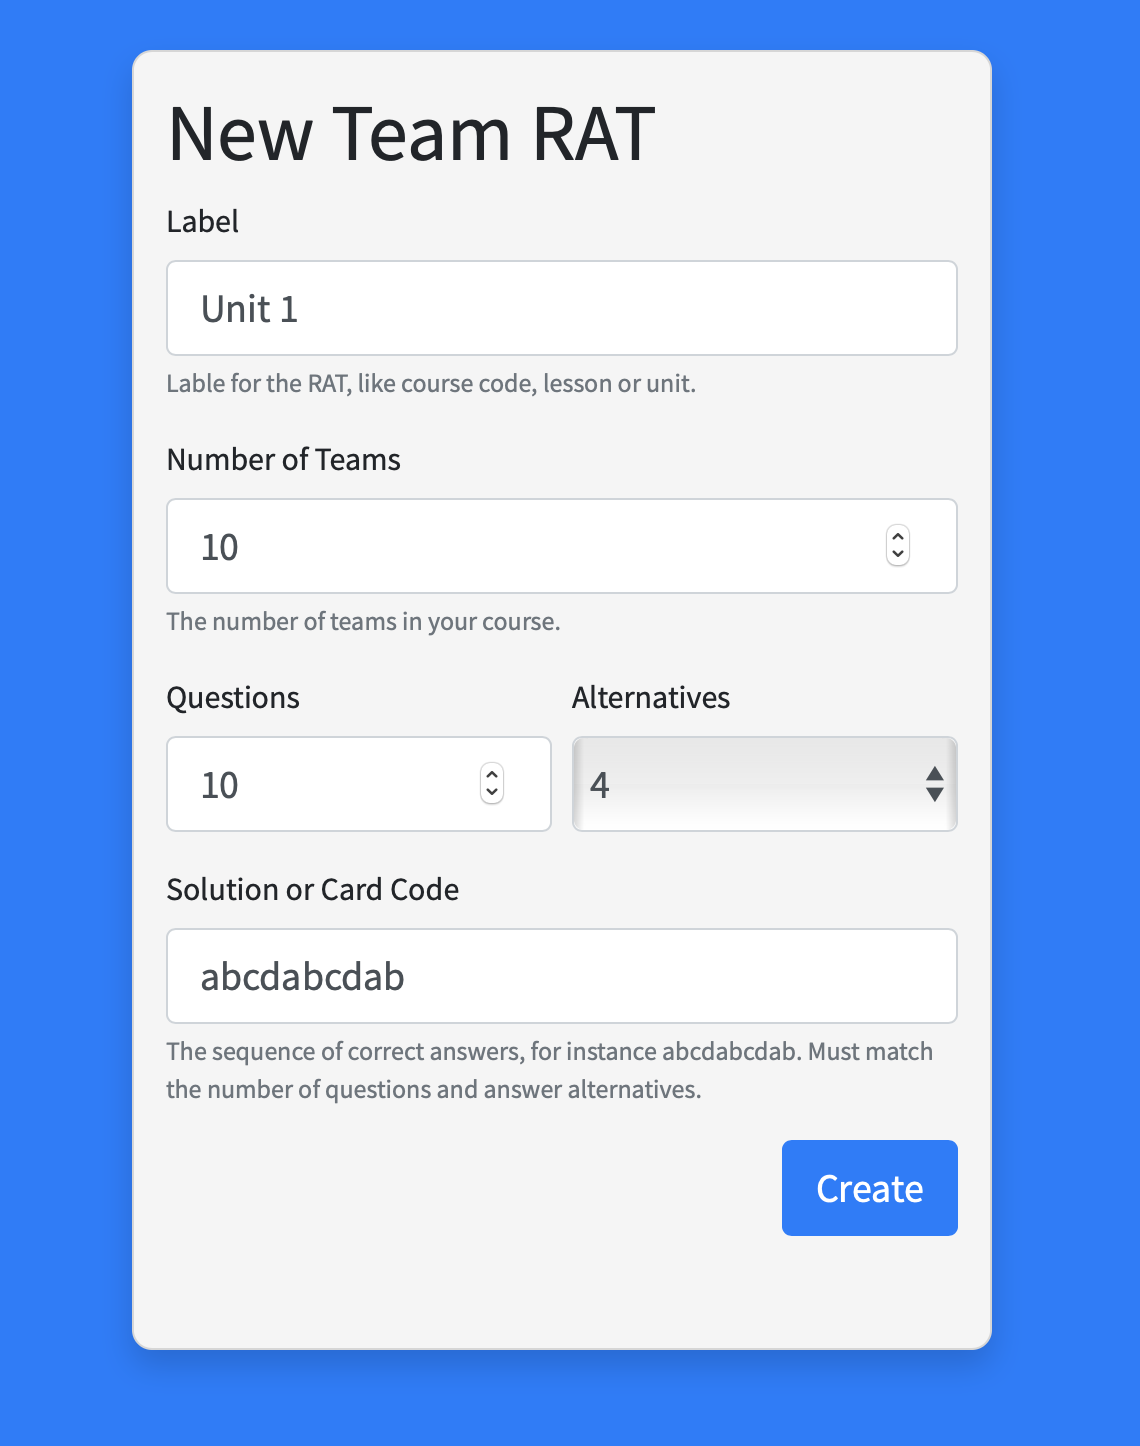 New Team RAT
Label
Unit 1
Lable for the RAT, like course code, lesson or unit.
Number of Teams
10
The number of teams in your course.
Questions
Alternatives
10
4
Solution or Card Code
abcdabcdab
The sequence of correct answers, for instance abcdabcdab. Must match
the number of questions and answer alternatives.
Create